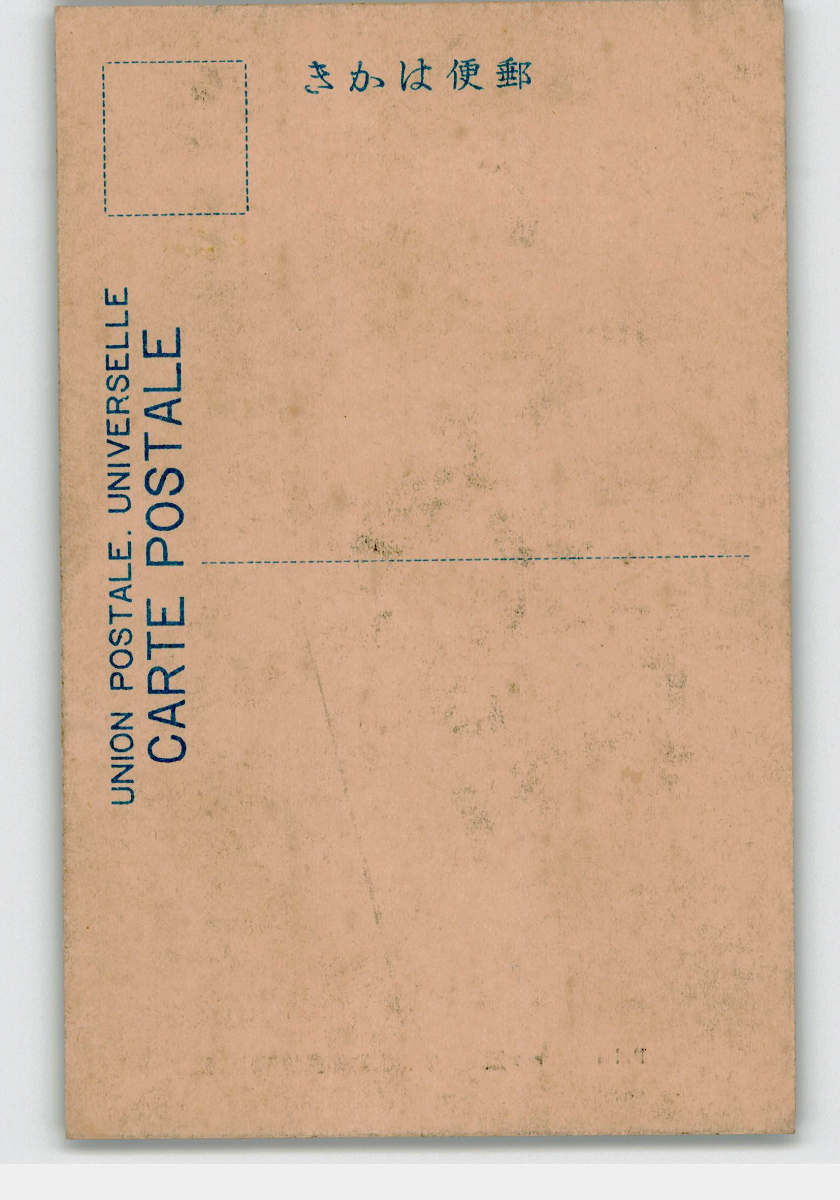 郵便はかき
UNION POSTALE. UNIVERSELLE
CARTE POSTALE